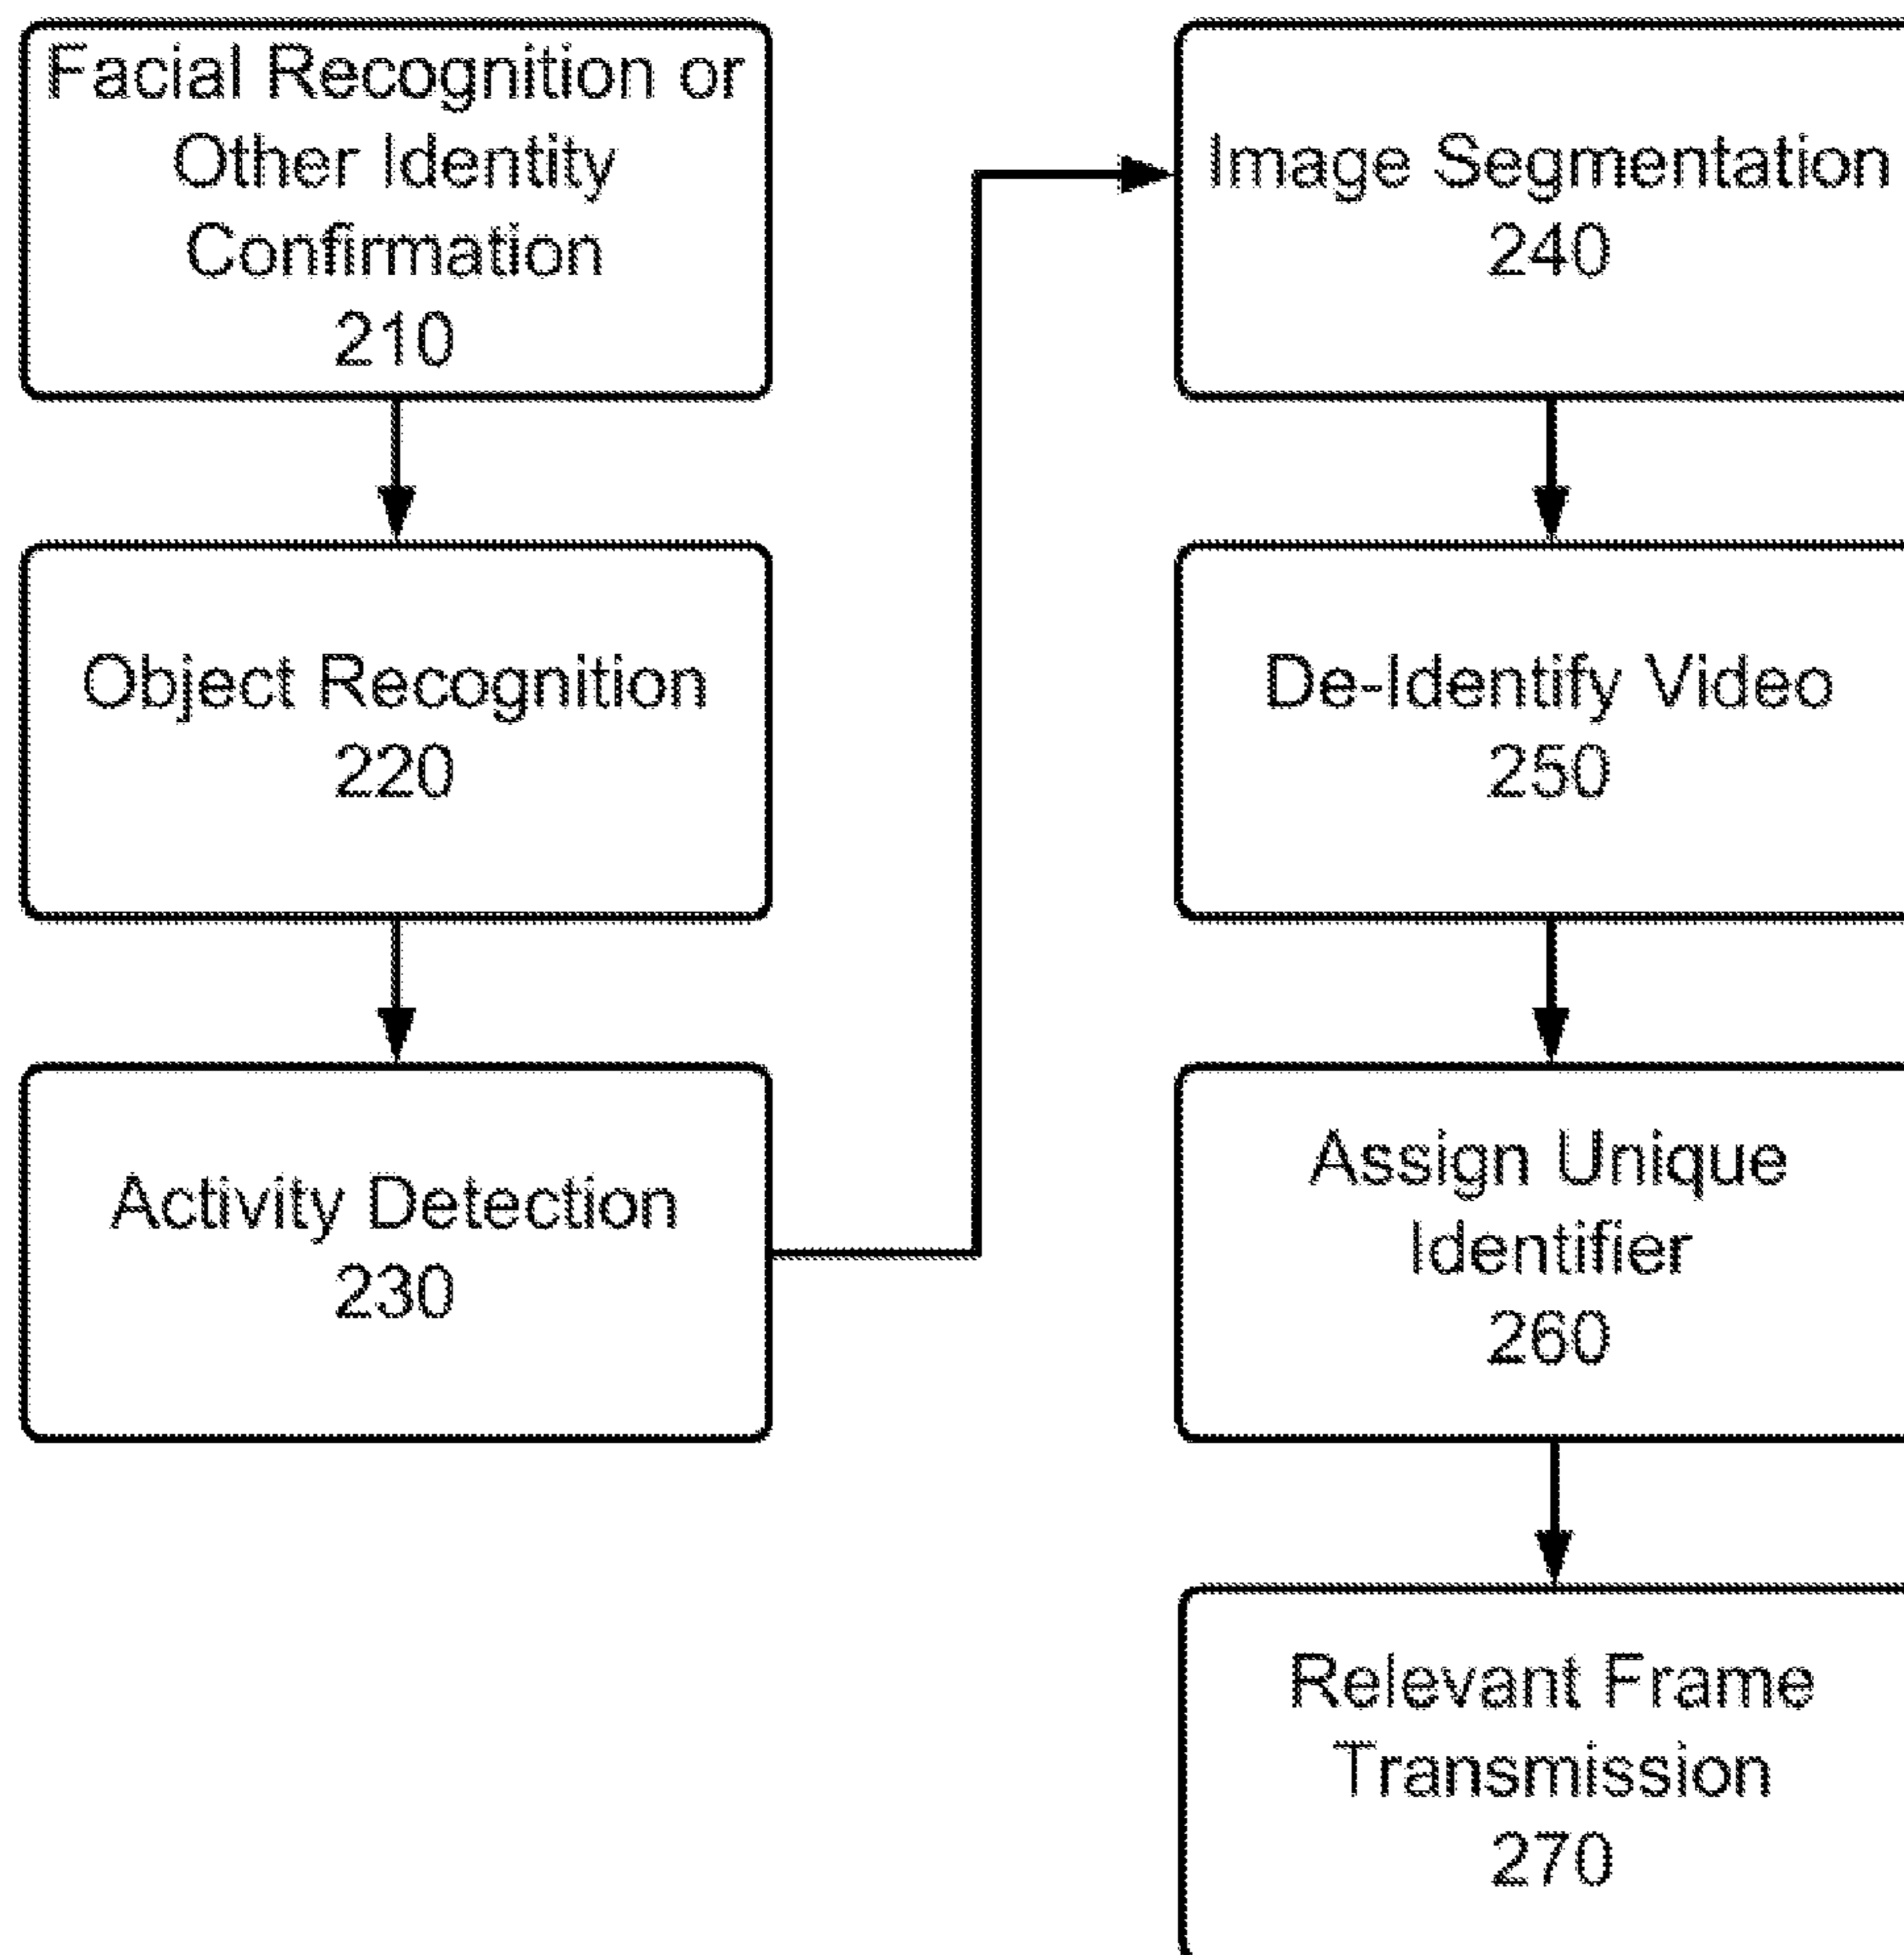 Facial Recognition or
Other Identity
Confirmation
210
Object Recognition
220
Activity Detection
230
Image Segmentation
240
De-Identify Video
250
Assign Unique
Identifier
260
Relevant Frame
Transmission
270